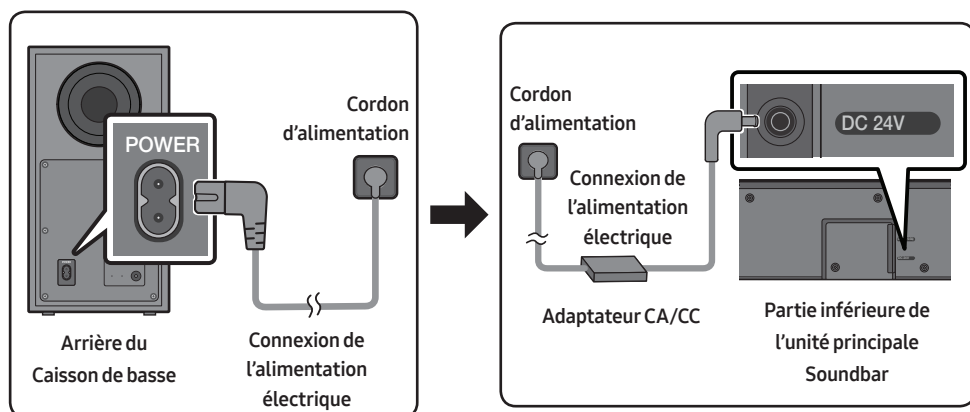 POWER
Cordon
d'alimentation
Arrière du
Caisson de basse
Connexion de
l'alimentation
électrique
Cordon
d'alimentation
DC 24V
Connexion de
l'alimentation
électrique
Adaptateur CA/CC
Partie inférieure de
l'unité principale
Soundbar